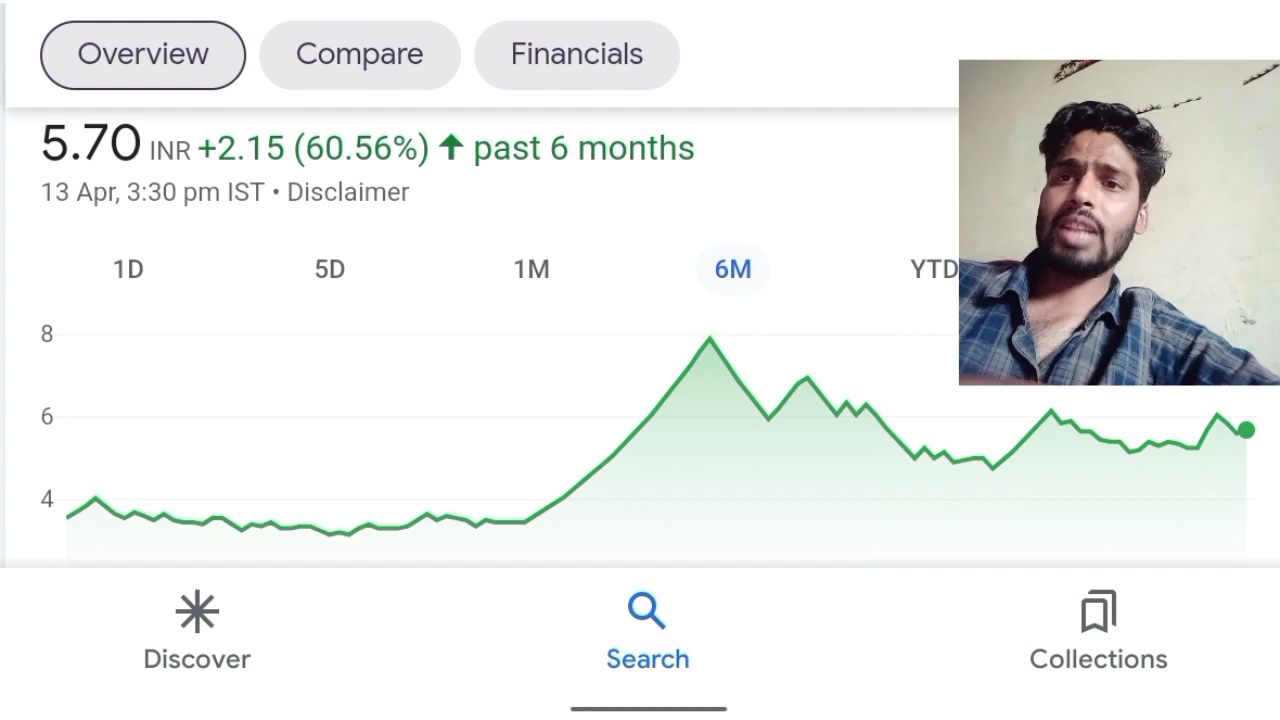 Overview Compare Financials
5.70 INR +2.15 (60.56%) ↑ past 6 months
13 Apr, 3:30 pm IST • Disclaimer
1D 5D 1M 6M YTD
8
6
4
Discover Search Collections